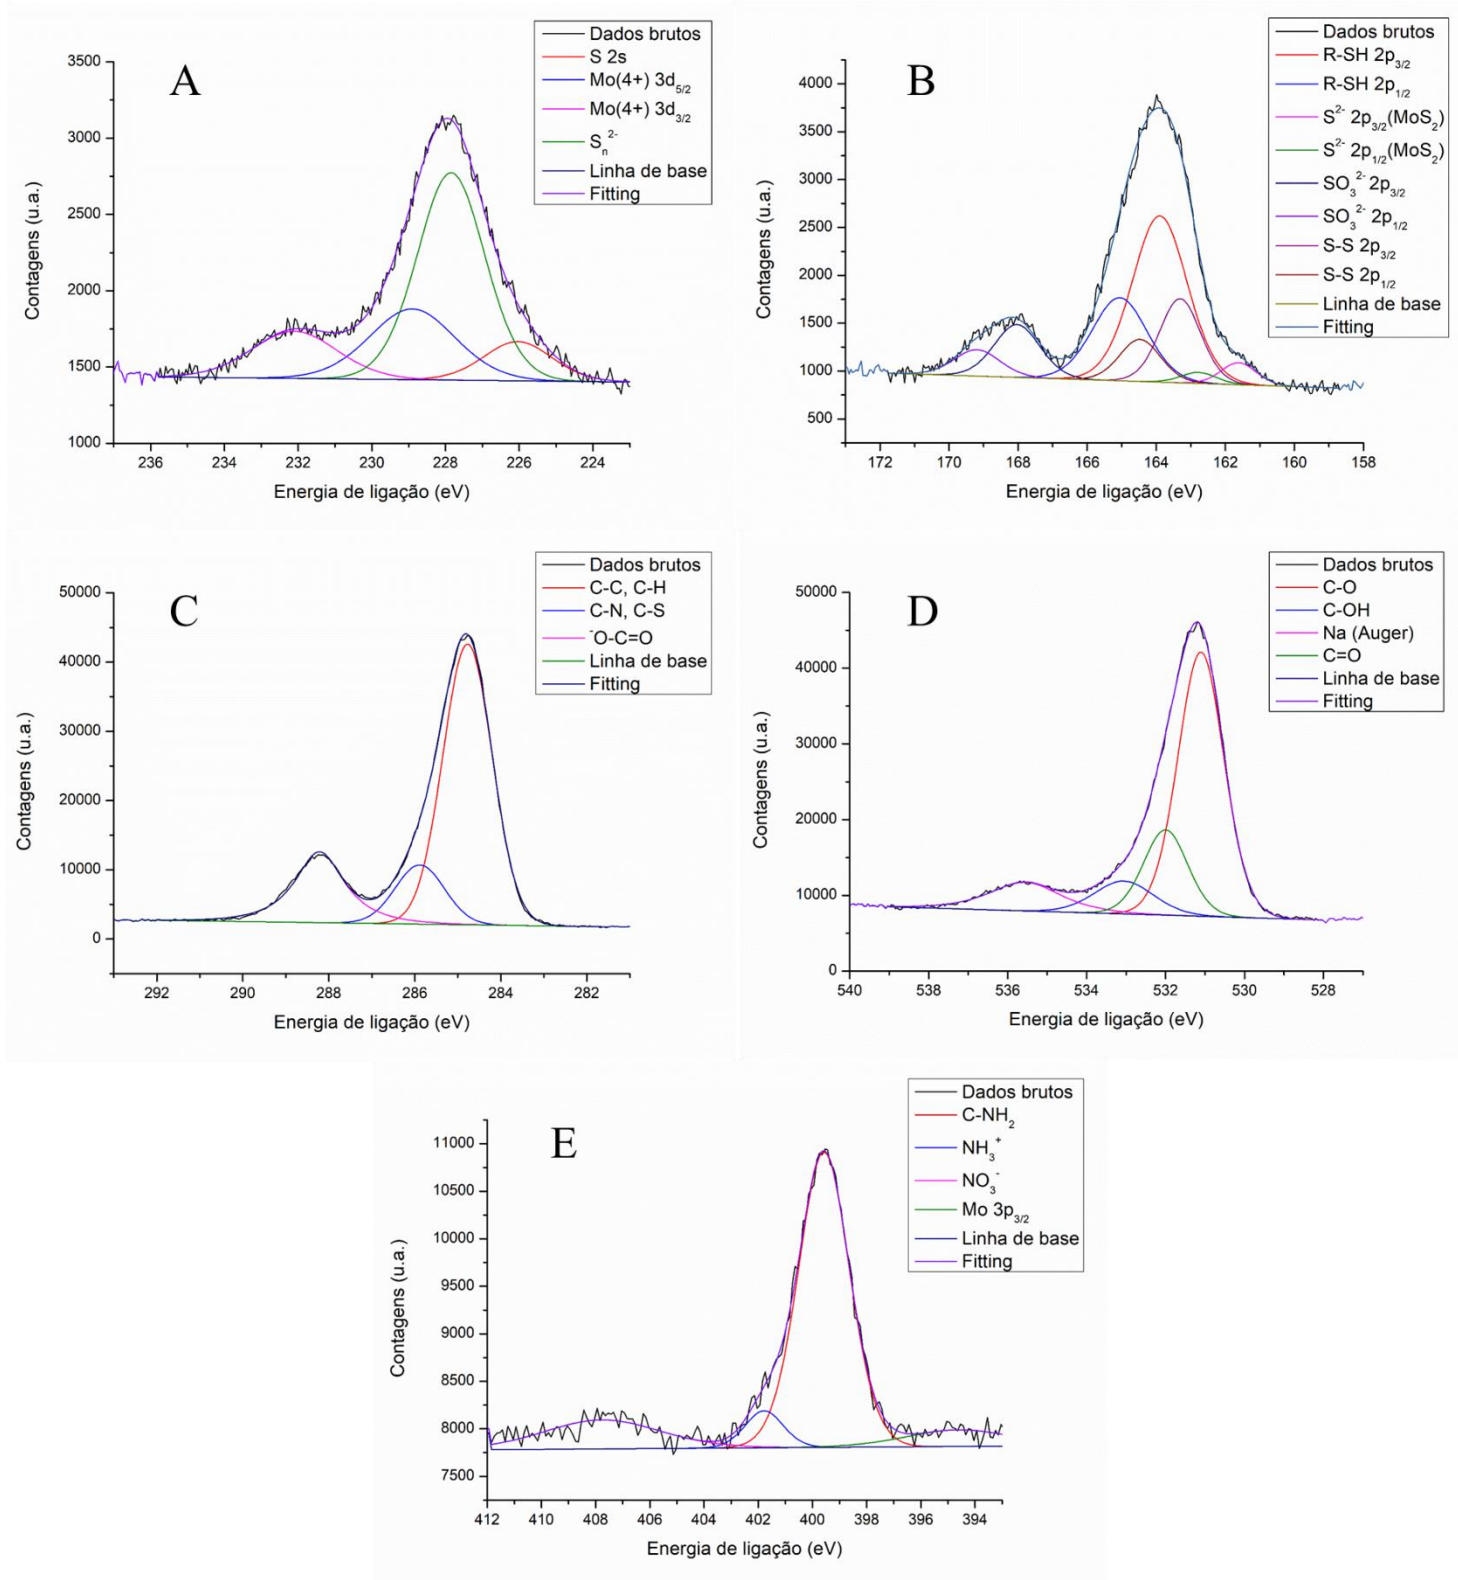 A
Dados brutos
S 2s
Mo(4+) 3d5/2
Mo(4+) 3d3/2
Sn2-
Linha de base
Fitting
3500
3000
2500
2000
1500
1000
Contagens (u.a.)
236 234 232 230 228 226 224
Energia de ligação (eV)
B
Dados brutos
R-SH 2p3/2
R-SH 2p1/2
S2- 2p3/2(MoS2)
S2- 2p1/2(MoS2)
SO32- 2p3/2
SO32- 2p1/2
S-S 2p3/2
S-S 2p1/2
Linha de base
Fitting
4000
3500
3000
2500
2000
1500
1000
500
Contagens (u.a.)
172 170 168 166 164 162 160 158
Energia de ligação (eV)
C
Dados brutos
C-C, C-H
C-N, C-S
-O-C=O
Linha de base
Fitting
50000
40000
30000
20000
10000
0
Contagens (u.a.)
292 290 288 286 284 282
Energia de ligação (eV)
D
Dados brutos
C-O
C-OH
Na (Auger)
C=O
Linha de base
Fitting
50000
40000
30000
20000
10000
0
Contagens (u.a.)
540 538 536 534 532 530 528
Energia de ligação (eV)
E
Dados brutos
C-NH2
NH3+
NO3-
Mo 3p3/2
Linha de base
Fitting
11000
10500
10000
9500
9000
8500
8000
7500
Contagens (u.a.)
412 410 408 406 404 402 400 398 396 394
Energia de ligação (eV)